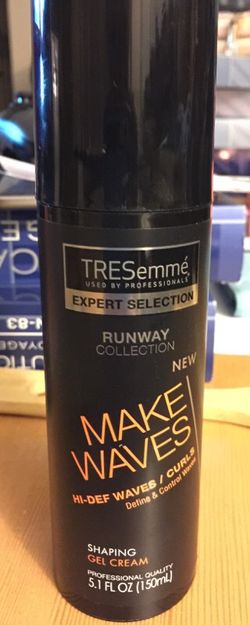 TRESemmé
USED BY PROFESSIONALS
EXPERT SELECTION
RUNWAY
COLLECTION
NEW
MAKE
WAVES
HI-DEF WAVES / CURLS
Define & Control Waves
SHAPING
GEL CREAM
PROFESSIONAL QUALITY
5.1 FL OZ (150mL)
N-83